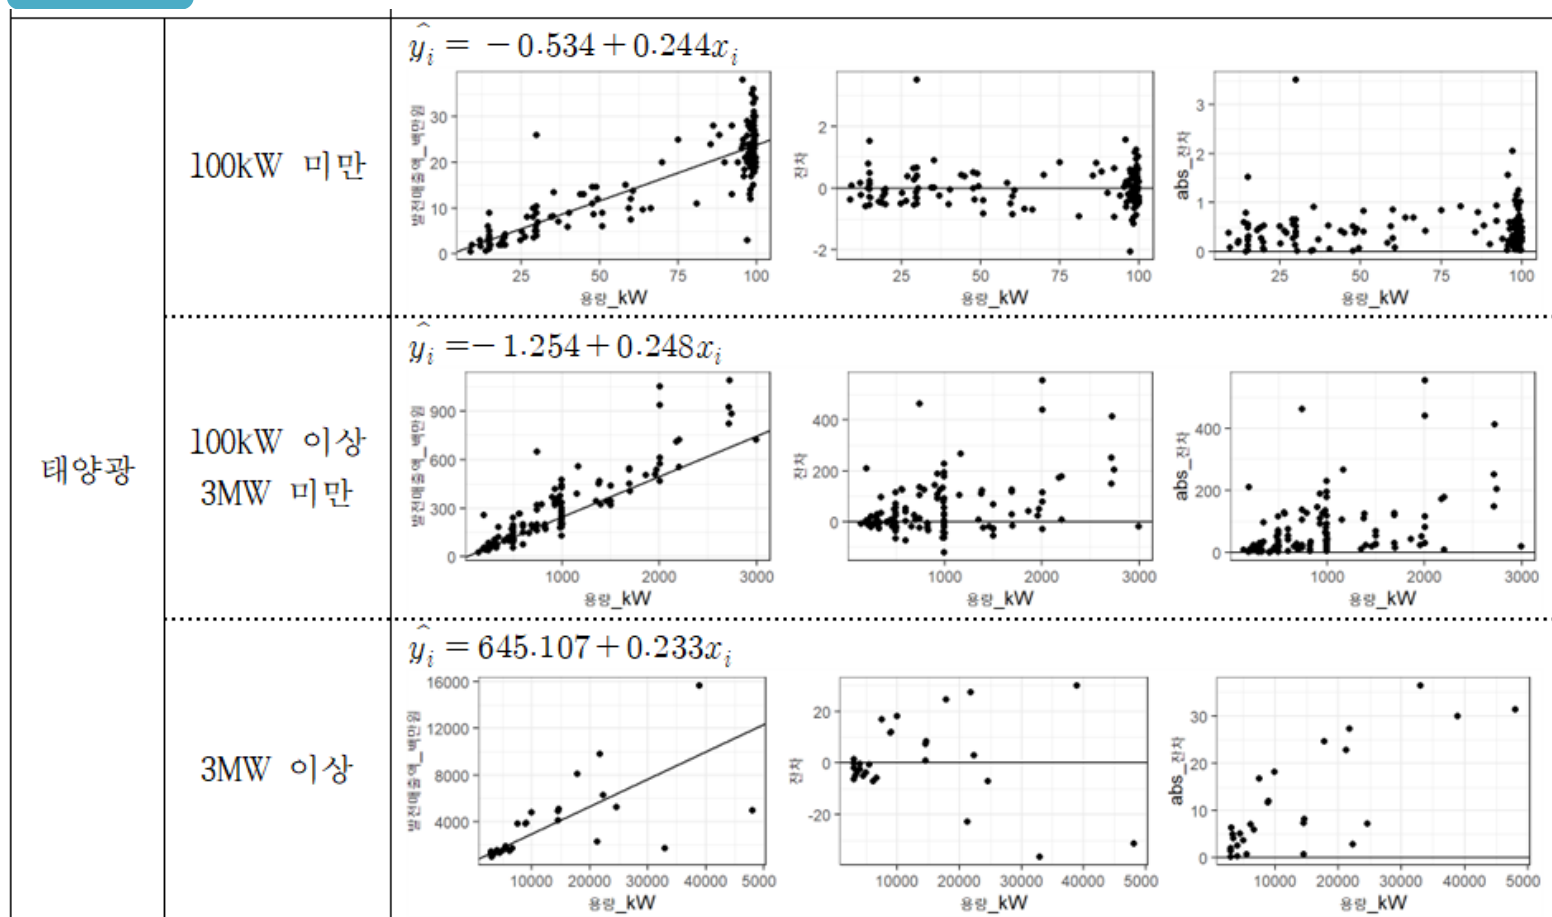 태양광
100kW 미만
ŷᵢ = −0.534+0.244xᵢ
발전매출액_백만원
30
20
10
0
25 50 75 100
용량_kW
잔차
2
0
-2
25 50 75 100
용량_kW
abs_잔차
3
2
1
0
25 50 75 100
용량_kW
100kW 이상
3MW 미만
ŷᵢ =−1.254+0.248xᵢ
발전매출액_백만원
900
600
300
0
1000 2000 3000
용량_kW
잔차
400
200
0
1000 2000 3000
용량_kW
abs_잔차
400
200
0
1000 2000 3000
용량_kW
3MW 이상
ŷᵢ = 645.107+0.233xᵢ
발전매출액_백만원
16000
12000
8000
4000
10000 20000 30000 40000 50000
용량_kW
잔차
20
0
-20
10000 20000 30000 40000 50000
용량_kW
abs_잔차
30
20
10
0
10000 20000 30000 40000 50000
용량_kW